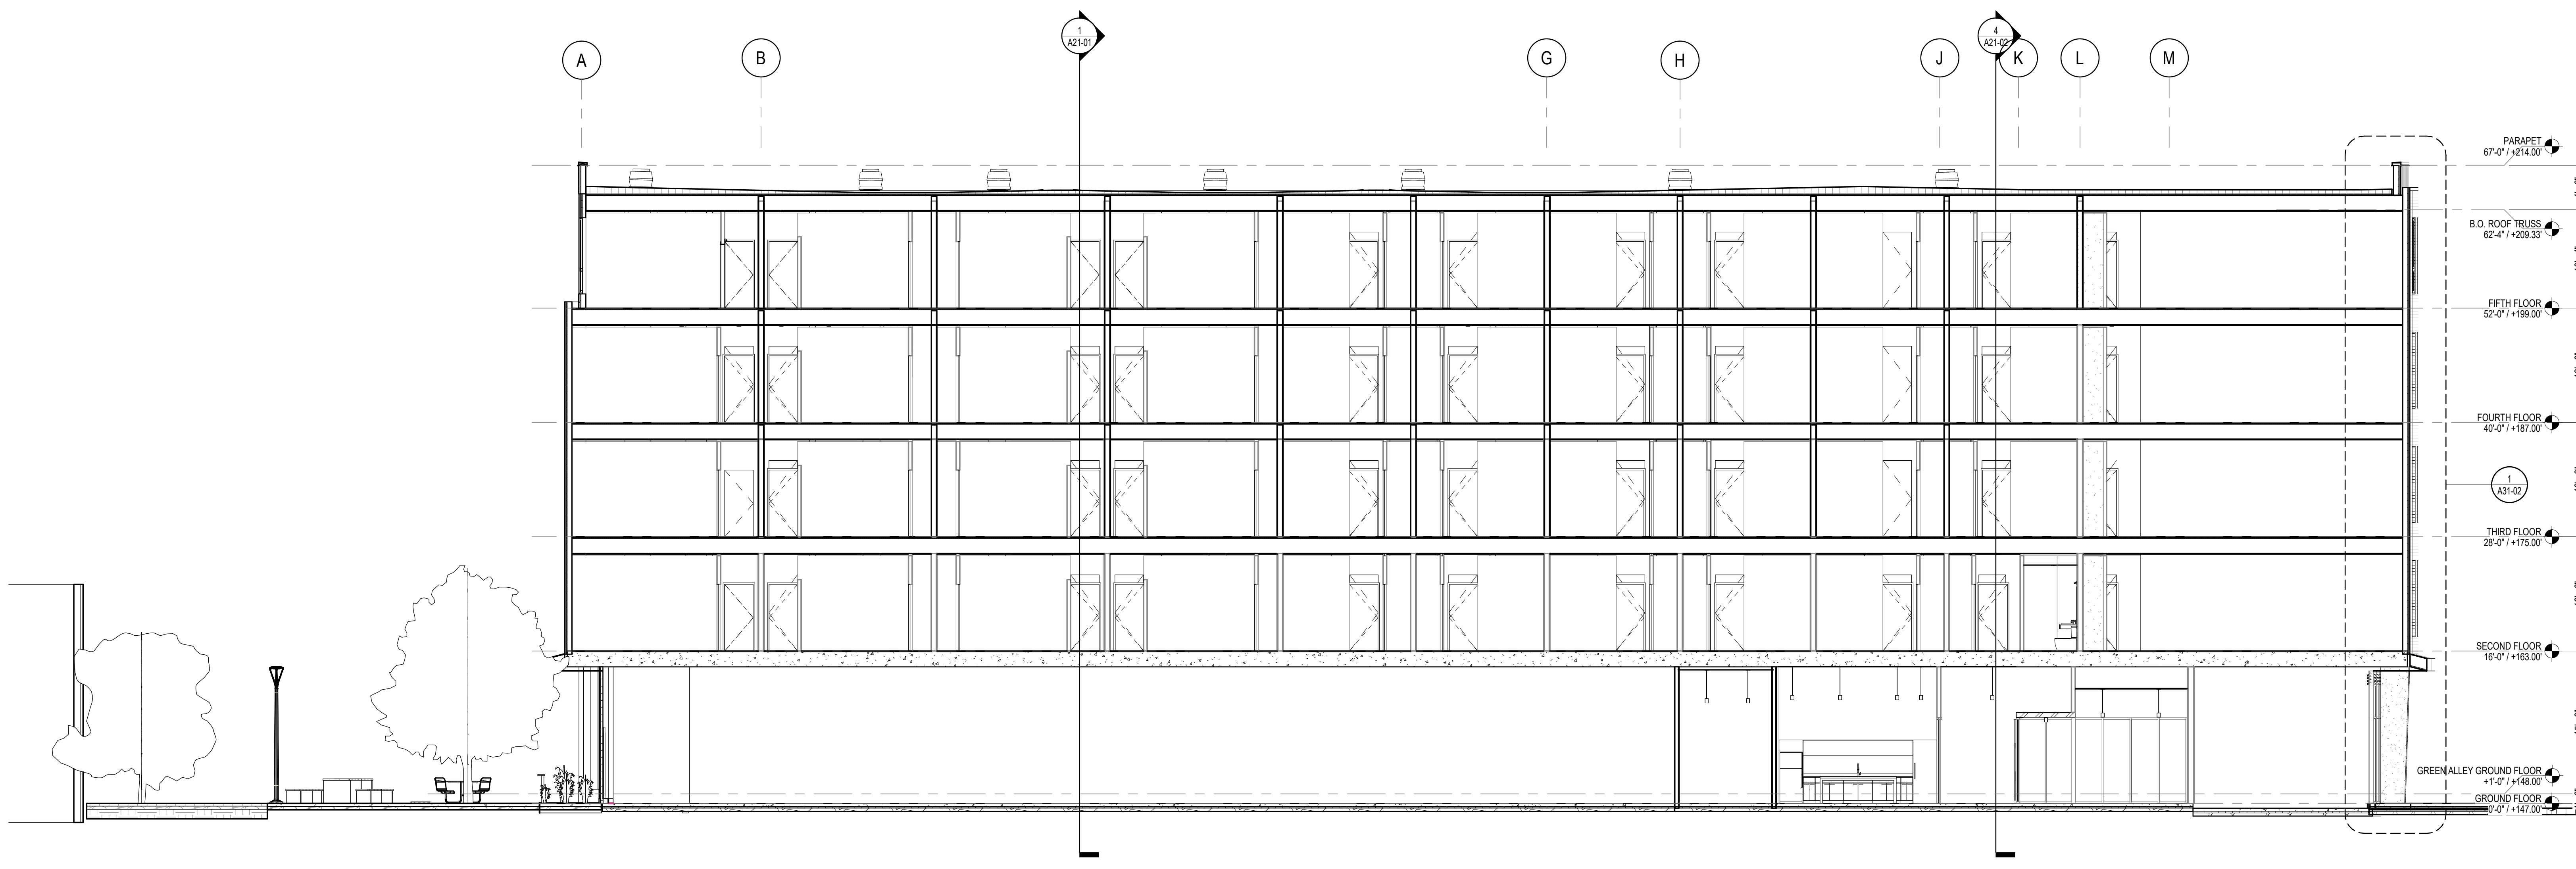 1
A21-01
4
A21-02
A
B
G
H
J
K
L
M
PARAPET
67'-0" / +214.00'
B.O. ROOF TRUSS
62'-4" / +209.33'
FIFTH FLOOR
52'-0" / +199.00'
FOURTH FLOOR
40'-0" / +187.00'
1
A31-02
THIRD FLOOR
28'-0" / +175.00'
SECOND FLOOR
16'-0" / +163.00'
GREEN ALLEY GROUND FLOOR
+1'-0" / +148.00'
GROUND FLOOR
0'-0" / +147.00'